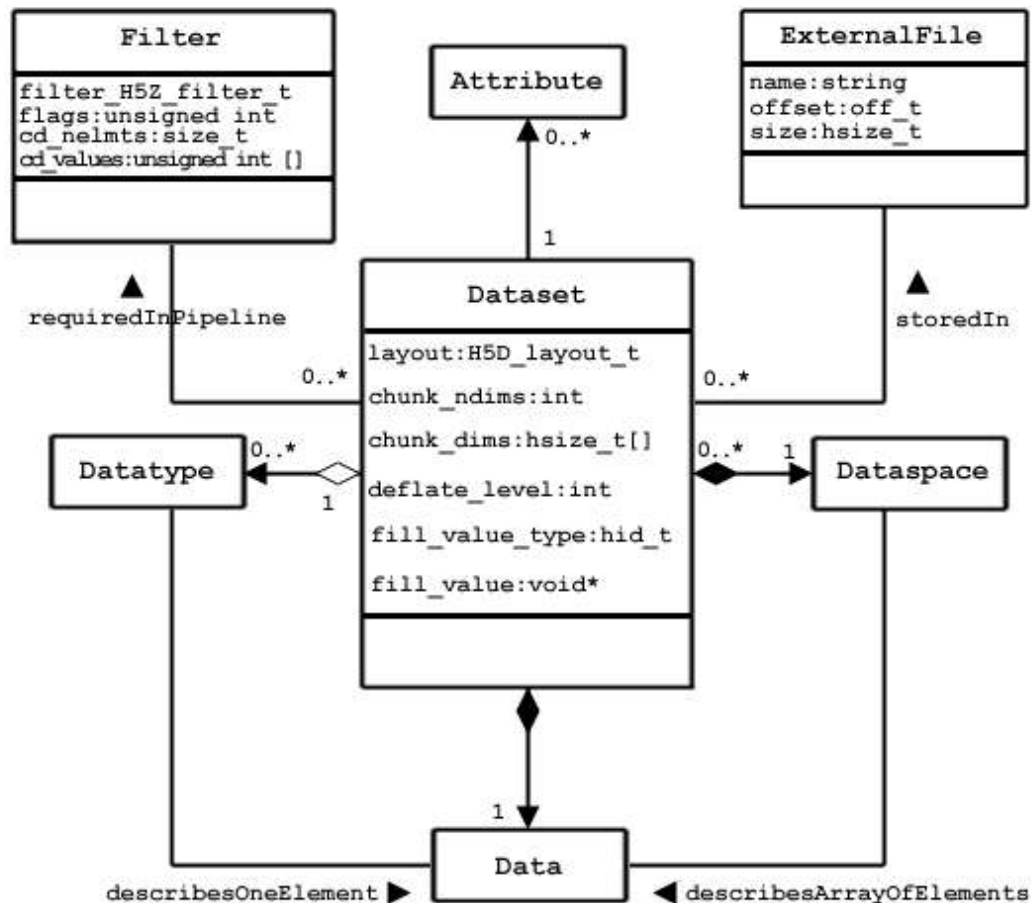 Filter
filter_H5Z_filter_t
flags:unsigned int
cd_nelmts:size_t
cd_values:unsigned int []
Attribute
0..*
1
ExternalFile
name:string
offset:off_t
size:hsize_t
requiredInPipeline
0..*
storedIn
0..*
Dataset
layout:H5D_layout_t
chunk_ndims:int
chunk_dims:hsize_t[]
deflate_level:int
fill_value_type:hid_t
fill_value:void*
Datatype
0..*
1
0..*
1
Dataspace
1
Data
describesOneElement
describesArrayOfElements